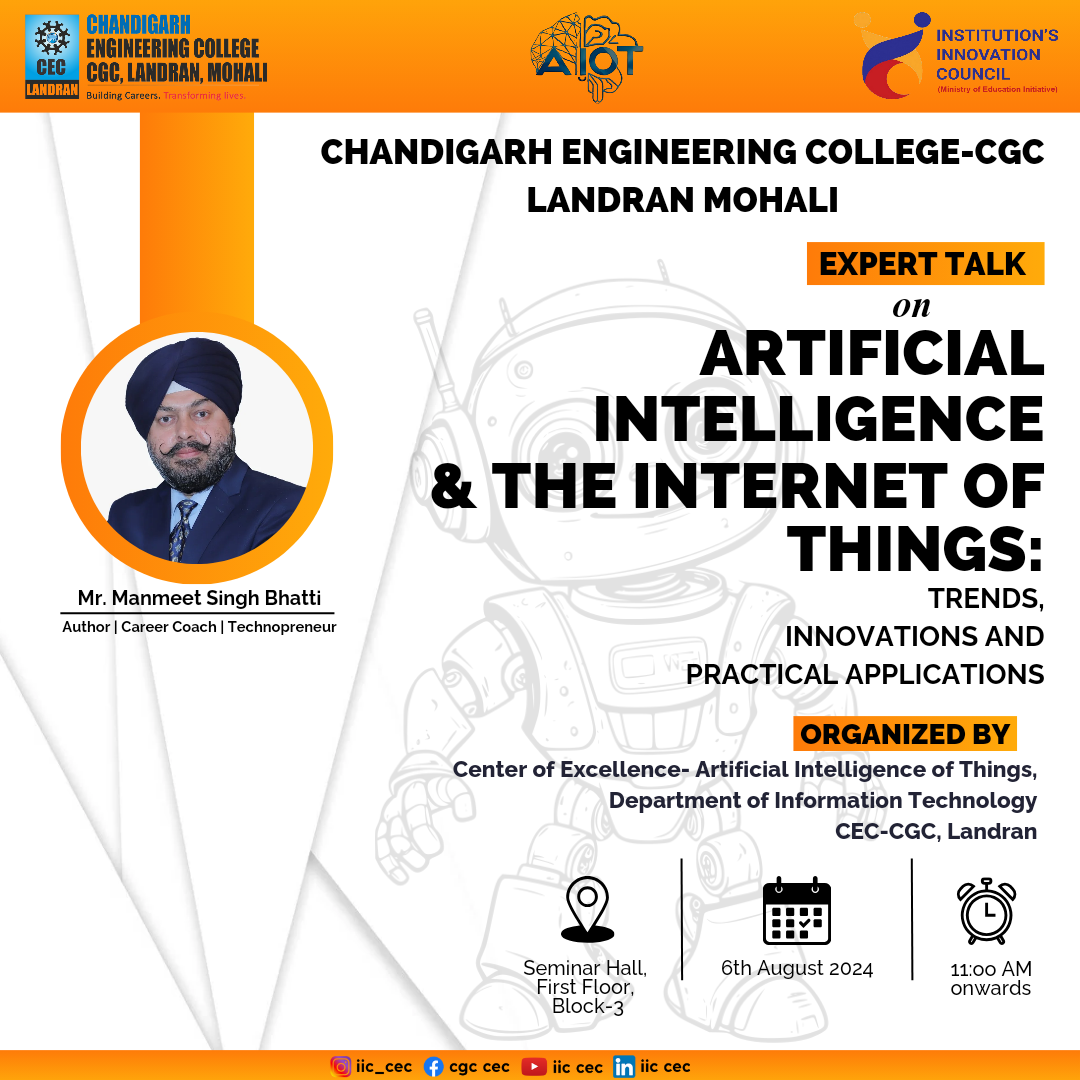 CHANDIGARH
ENGINEERING COLLEGE
CGC, LANDRAN, MOHALI
Building Careers. Transforming lives.
CEC
LANDRAN
AIOT
INSTITUTION'S
INNOVATION
COUNCIL
(Ministry of Education Initiative)
CHANDIGARH ENGINEERING COLLEGE-CGC
LANDRAN MOHALI
EXPERT TALK
on
ARTIFICIAL
INTELLIGENCE
& THE INTERNET OF
THINGS:
TRENDS,
INNOVATIONS AND
PRACTICAL APPLICATIONS
Mr. Manmeet Singh Bhatti
Author | Career Coach | Technopreneur
ORGANIZED BY
Center of Excellence- Artificial Intelligence of Things,
Department of Information Technology
CEC-CGC, Landran
Seminar Hall,
First Floor,
Block-3
6th August 2024
11:00 AM
onwards
iic_cec
cgc cec
iic cec
iic cec